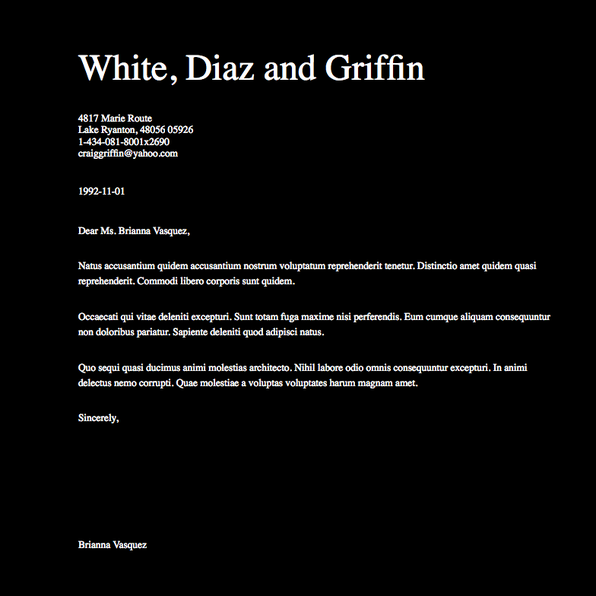 White, Diaz and Griffin
4817 Marie Route
Lake Ryanton, 48056 05926
1-434-081-8001x2690
craiggriffin@yahoo.com
1992-11-01
Dear Ms. Brianna Vasquez,
Natus accusantium quidem accusantium nostrum voluptatum reprehenderit tenetur. Distinctio amet quidem quasi
reprehenderit. Commodi libero corporis sunt quidem.
Occaecati qui vitae deleniti excepturi. Sunt totam fuga maxime nisi perferendis. Eum cumque aliquam consequuntur
non doloribus pariatur. Sapiente deleniti quod adipisci natus.
Quo sequi quasi ducimus animi molestias architecto. Nihil labore odio omnis consequuntur excepturi. In animi
delectus nemo corrupti. Quae molestiae a voluptas voluptates harum magnam amet.
Sincerely,
Brianna Vasquez